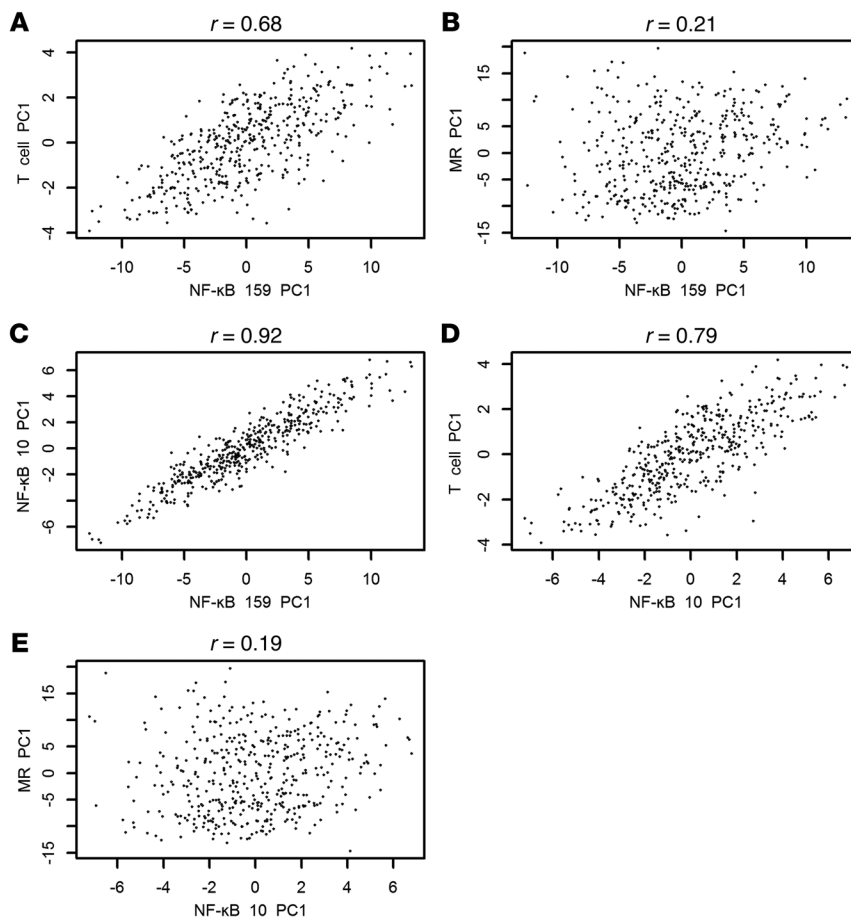 A
r = 0.68
4
2
0
-2
-4
T cell PC1
-10 -5 0 5 10
NF-κB 159 PC1
B
r = 0.21
15
5
0
-5
-15
MR PC1
-10 -5 0 5 10
NF-κB 159 PC1
C
r = 0.92
6
4
2
0
-2
-6
NF-κB 10 PC1
-10 -5 0 5 10
NF-κB 159 PC1
D
r = 0.79
4
2
0
-2
-4
T cell PC1
-6 -4 -2 0 2 4 6
NF-κB 10 PC1
E
r = 0.19
15
5
0
-5
-15
MR PC1
-6 -4 -2 0 2 4 6
NF-κB 10 PC1